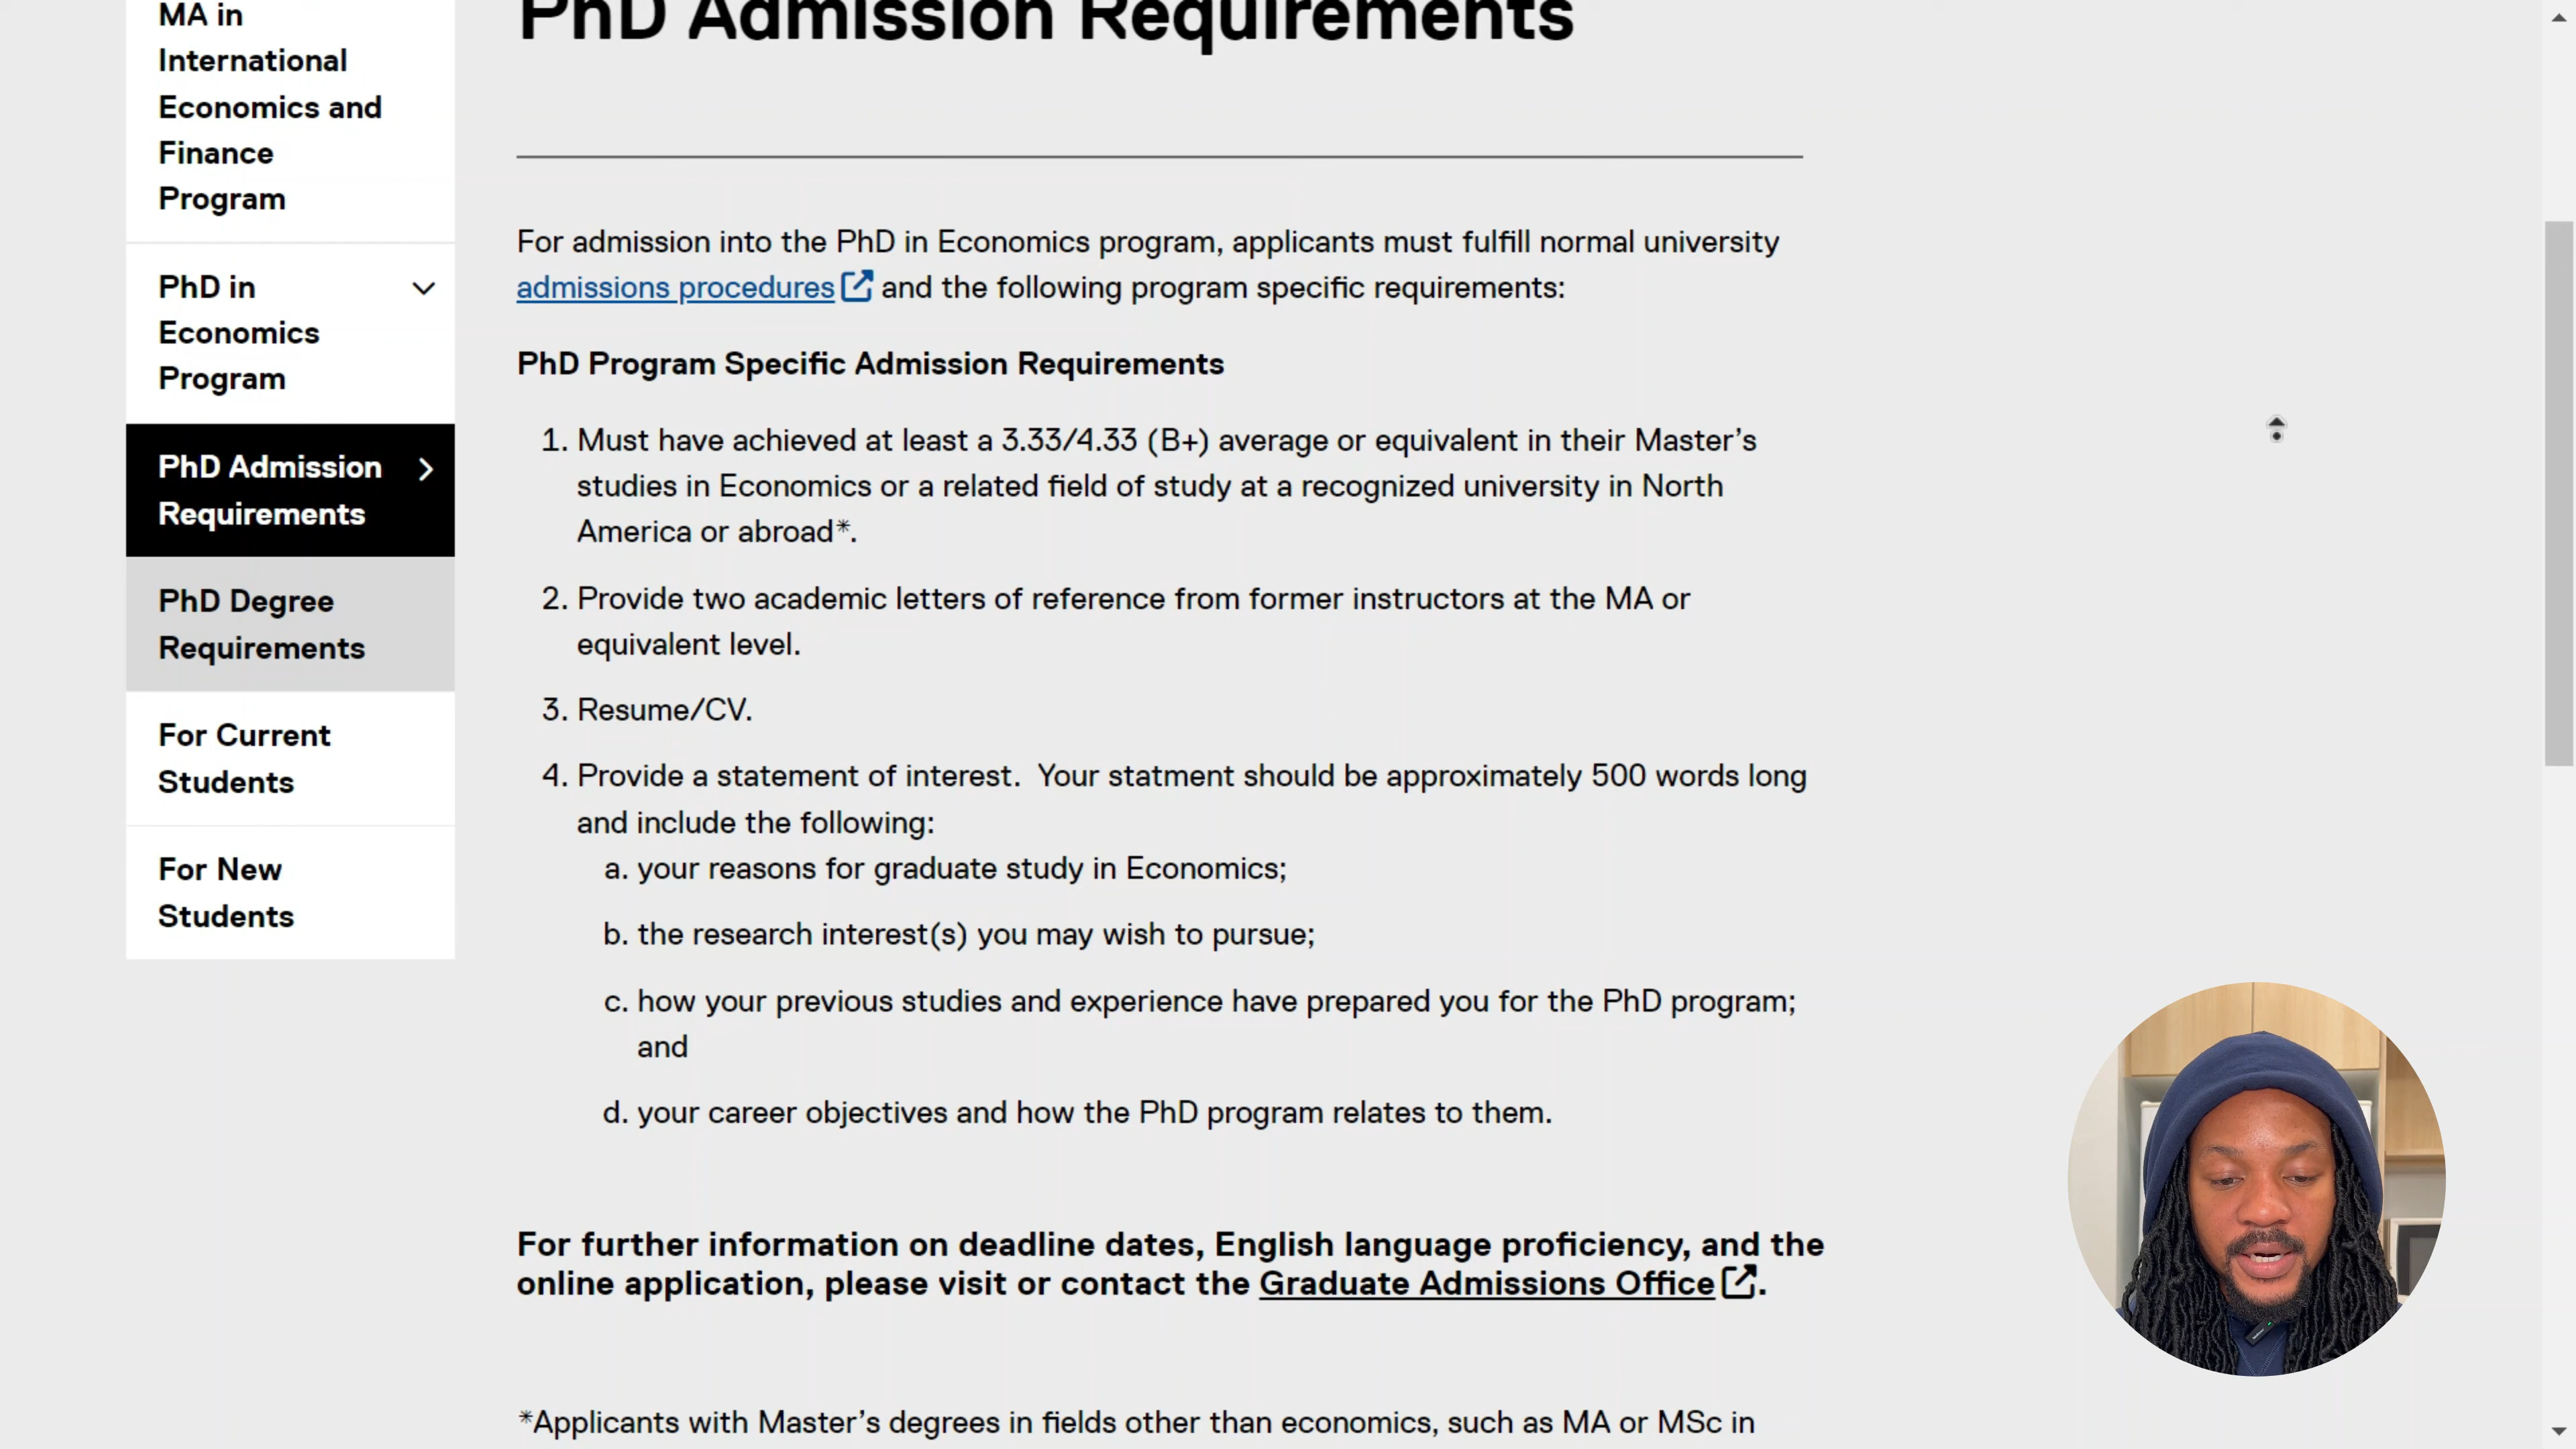 MA in
International
Economics and
Finance
Program
PhD in
Economics
Program
PhD Admission
Requirements
PhD Degree
Requirements
For Current
Students
For New
Students
PhD Admission Requirements
For admission into the PhD in Economics program, applicants must fulfill normal university
admissions procedures and the following program specific requirements:
PhD Program Specific Admission Requirements
1. Must have achieved at least a 3.33/4.33 (B+) average or equivalent in their Master's
studies in Economics or a related field of study at a recognized university in North
America or abroad*.
2. Provide two academic letters of reference from former instructors at the MA or
equivalent level.
3. Resume/CV.
4. Provide a statement of interest.  Your statment should be approximately 500 words long
and include the following:
a. your reasons for graduate study in Economics;
b. the research interest(s) you may wish to pursue;
c. how your previous studies and experience have prepared you for the PhD program;
and
d. your career objectives and how the PhD program relates to them.
For further information on deadline dates, English language proficiency, and the
online application, please visit or contact the Graduate Admissions Office.
*Applicants with Master's degrees in fields other than economics, such as MA or MSc in